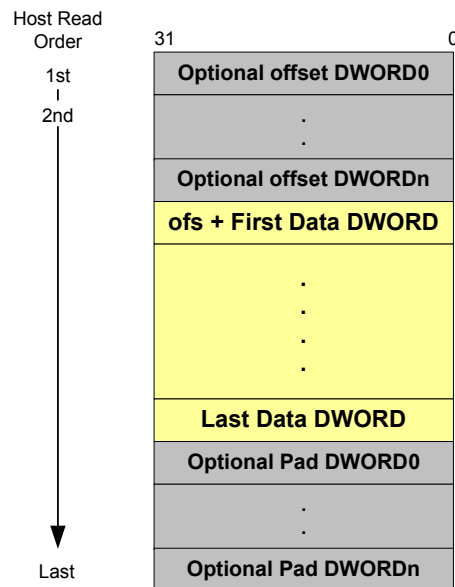 Host Read
Order
31 0
1st
2nd
Last
Optional offset DWORD0
.
.
Optional offset DWORDn
ofs + First Data DWORD
.
.
.
.
Last Data DWORD
Optional Pad DWORD0
.
.
Optional Pad DWORDn